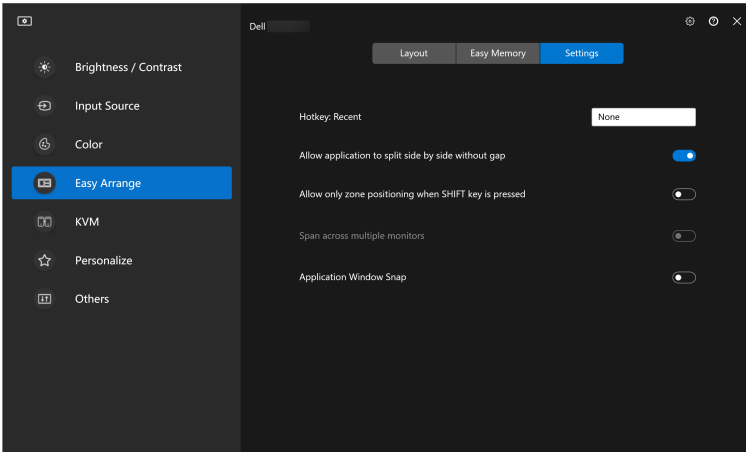 Dell
Layout
Easy Memory
Settings
Brightness / Contrast
Input Source
Color
Easy Arrange
KVM
Personalize
Others
Hotkey: Recent
None
Allow application to split side by side without gap
Allow only zone positioning when SHIFT key is pressed
Span across multiple monitors
Application Window Snap